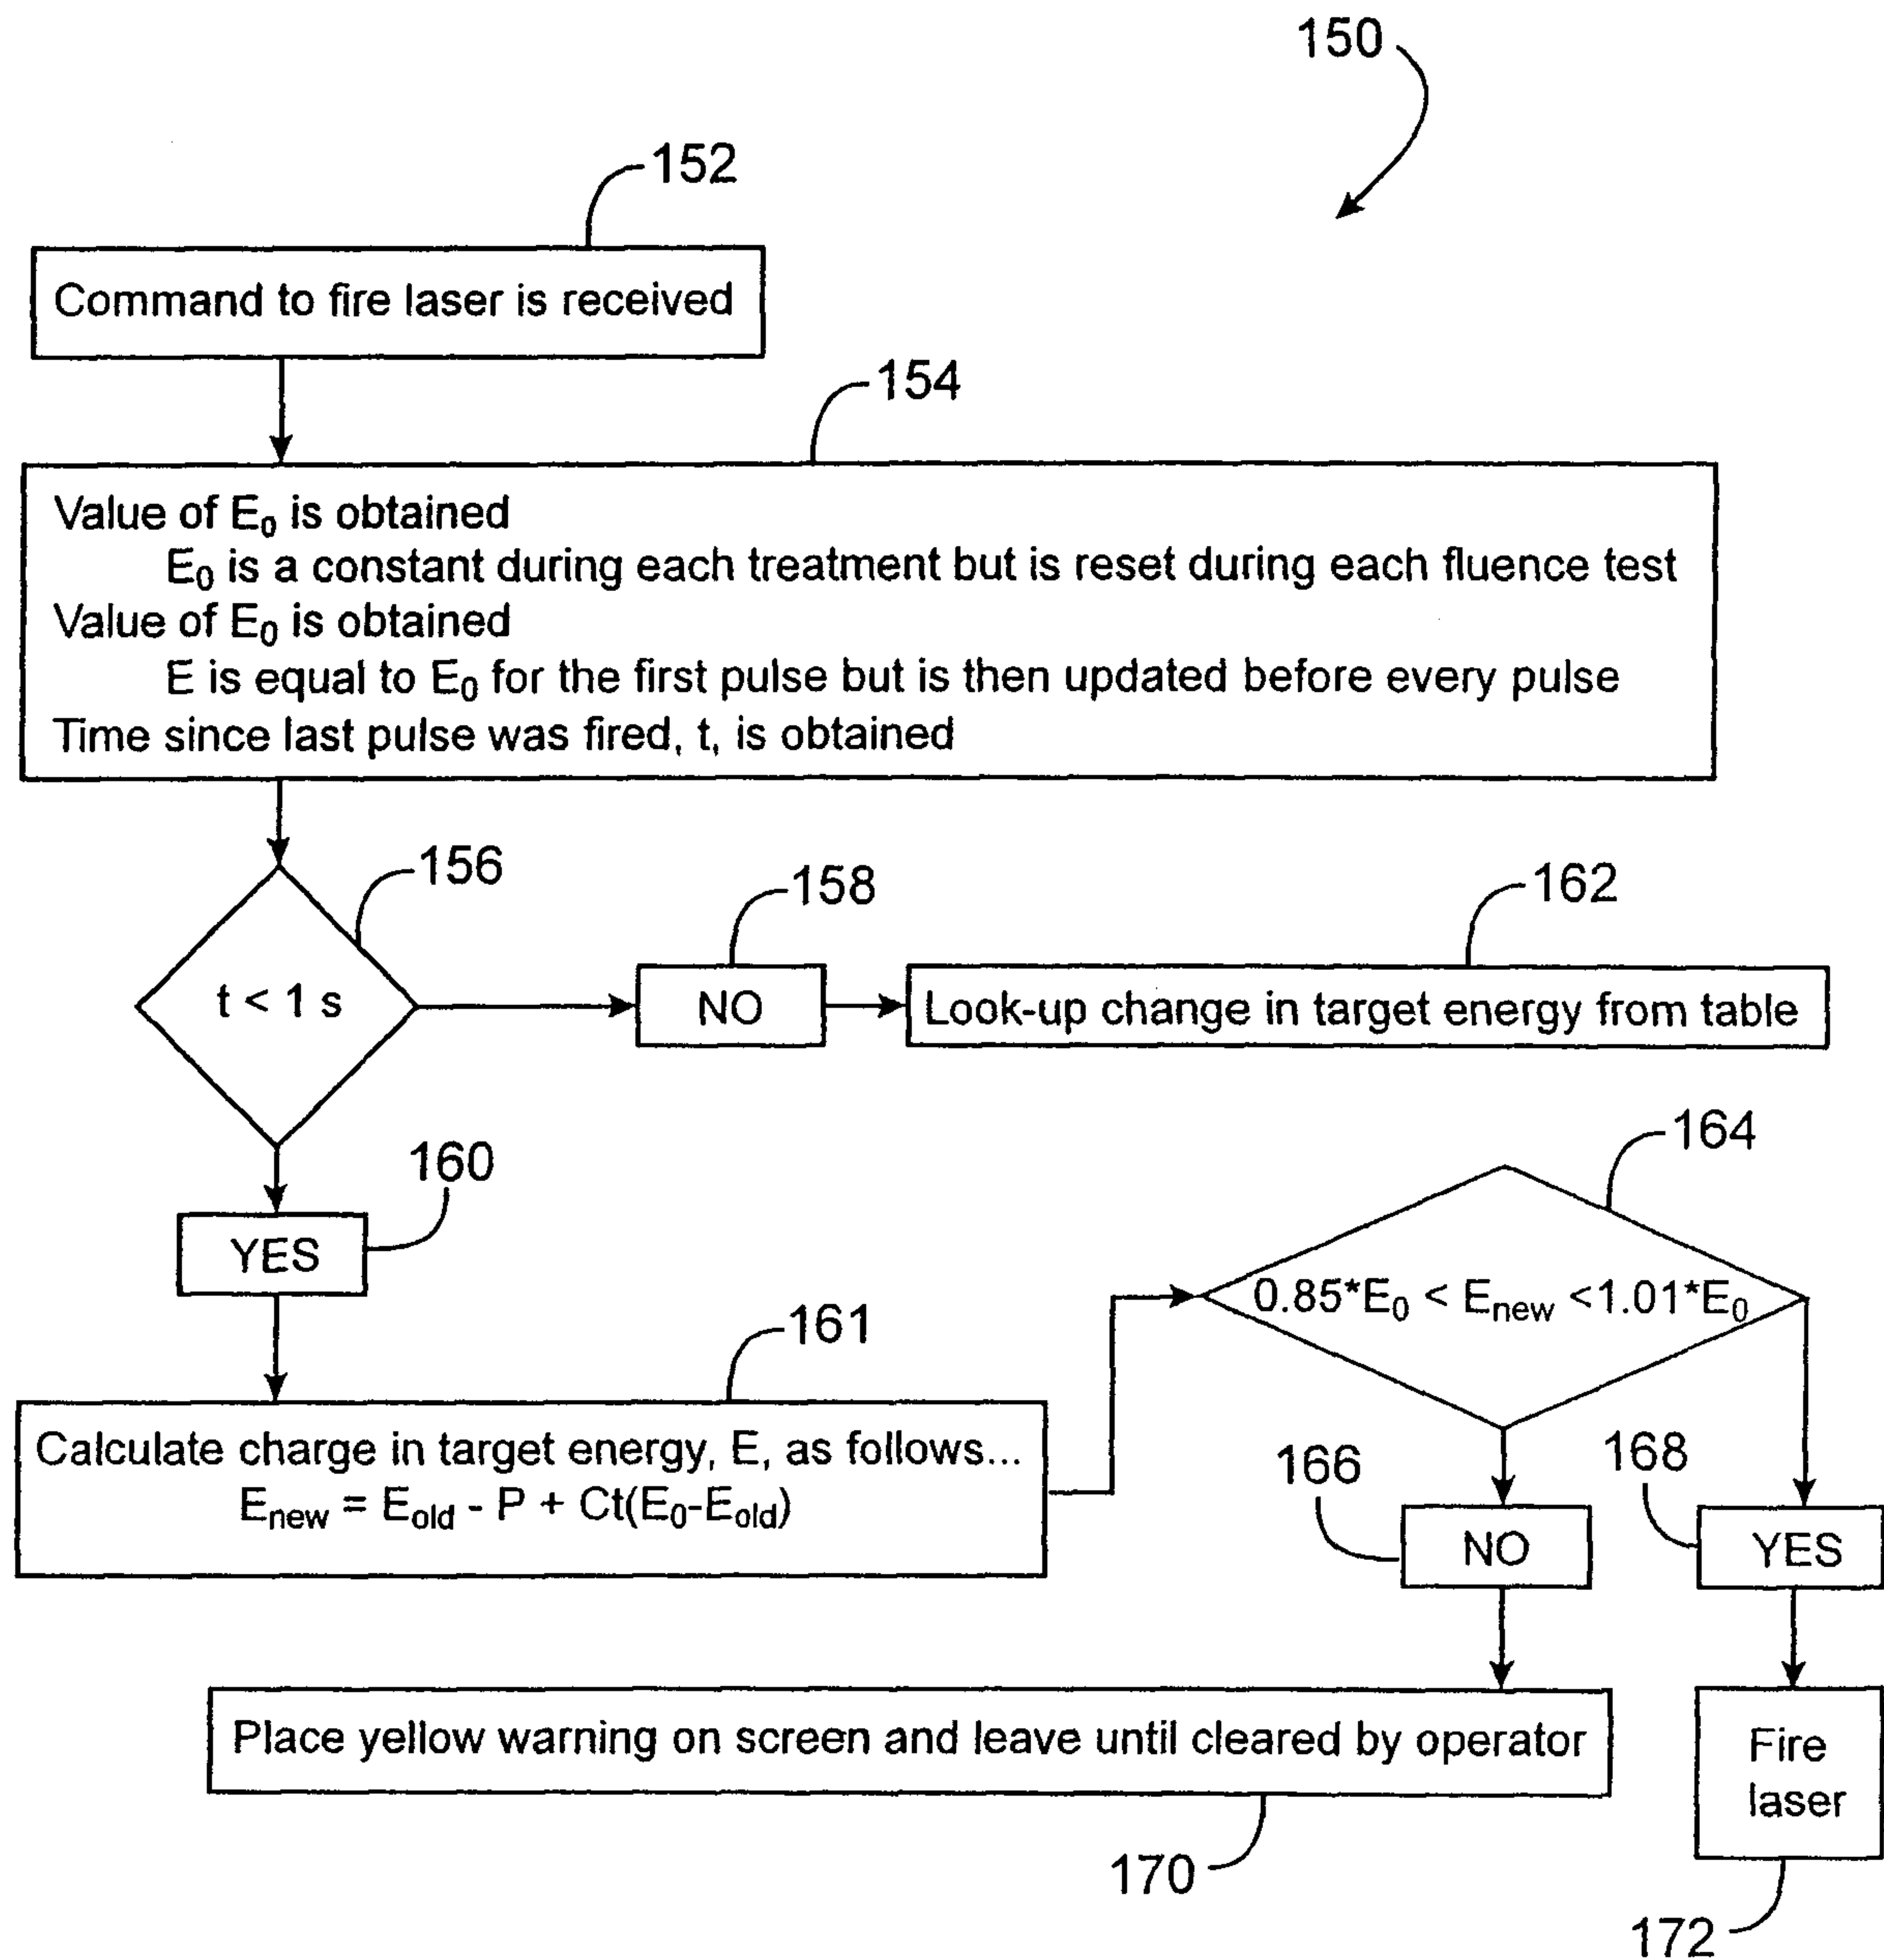 150
152
Command to fire laser is received
154
Value of E₀ is obtained
E₀ is a constant during each treatment but is reset during each fluence test
Value of E₀ is obtained
E is equal to E₀ for the first pulse but is then updated before every pulse
Time since last pulse was fired, t, is obtained
156
t < 1 s
158
NO
162
Look-up change in target energy from table
160
YES
161
Calculate charge in target energy, E, as follows...
Eₙₑw = Eₒₗd - P + Ct(E₀-Eₒₗd)
164
0.85*E₀ < Eₙₑw <1.01*E₀
166
NO
168
YES
Place yellow warning on screen and leave until cleared by operator
170
Fire
laser
172